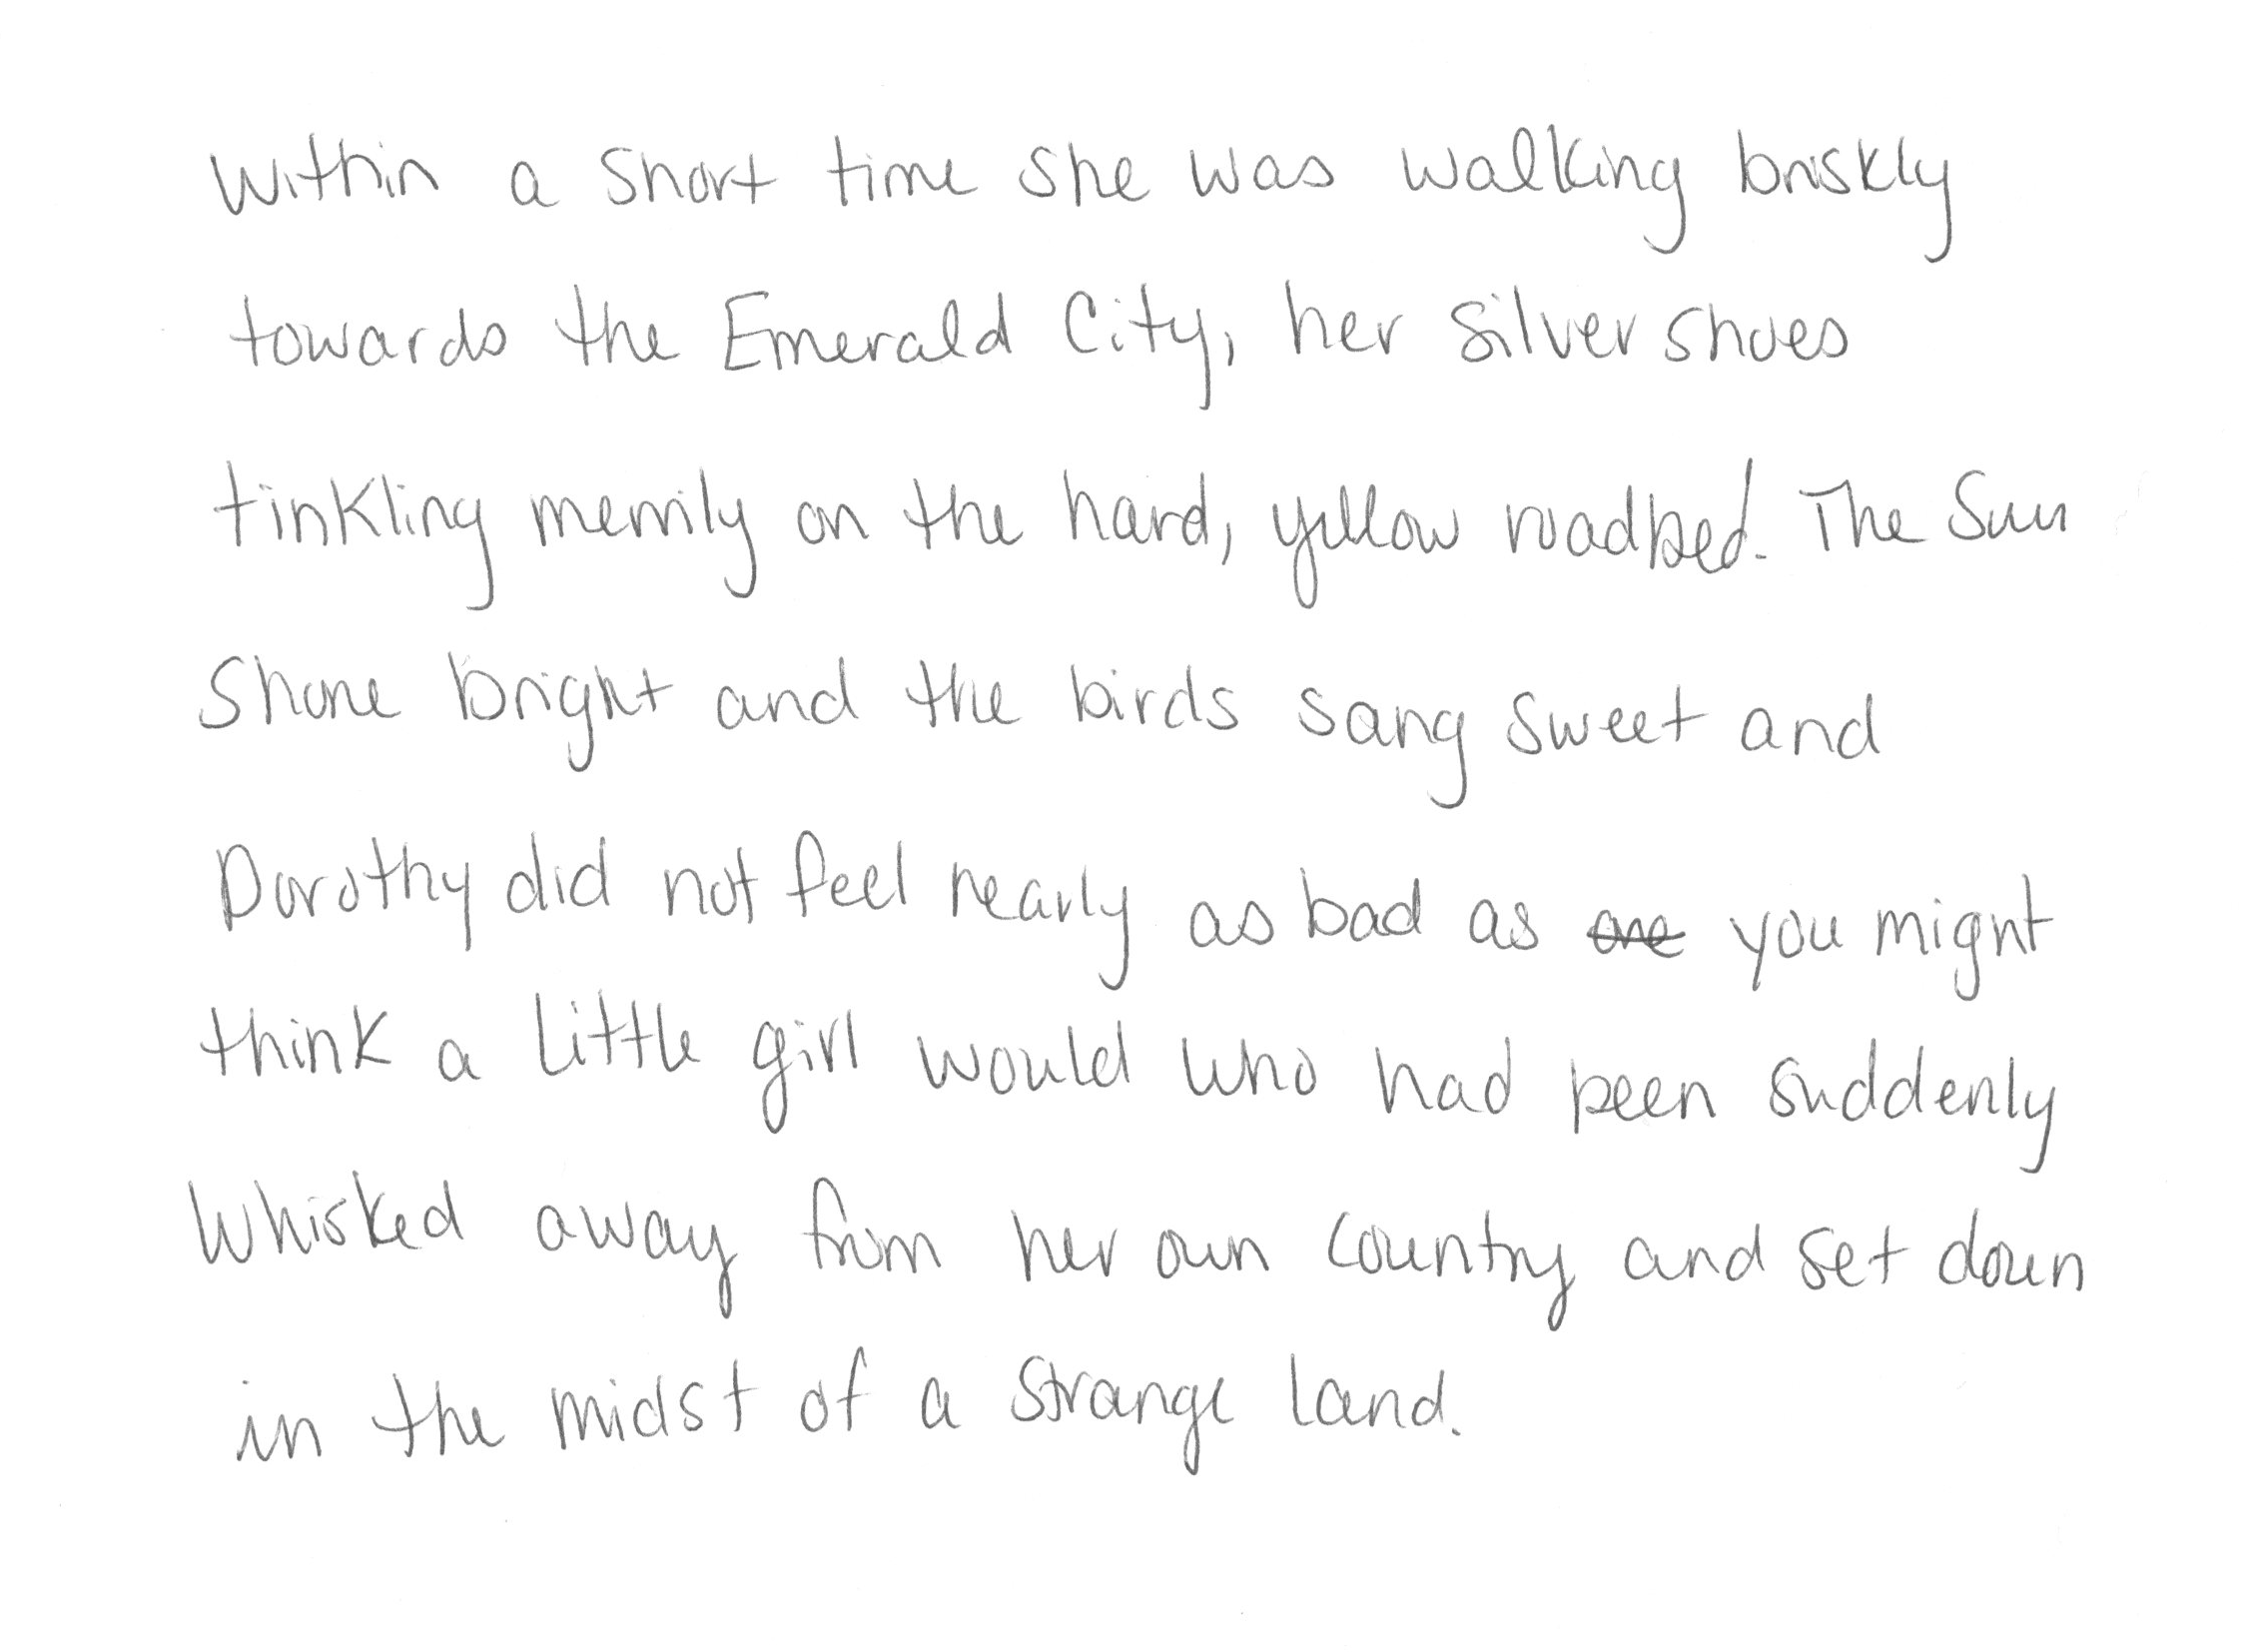 Within a short time she was walking briskly
towards the Emerald City, her silver shoes
tinkling merrily on the hard, yellow roadbed. The sun
shone bright and the birds sang sweet and
Dorothy did not feel nearly as bad as ~~one~~ you might
think a little girl would who had been suddenly
whisked away from her own country and set down
in the midst of a strange land.